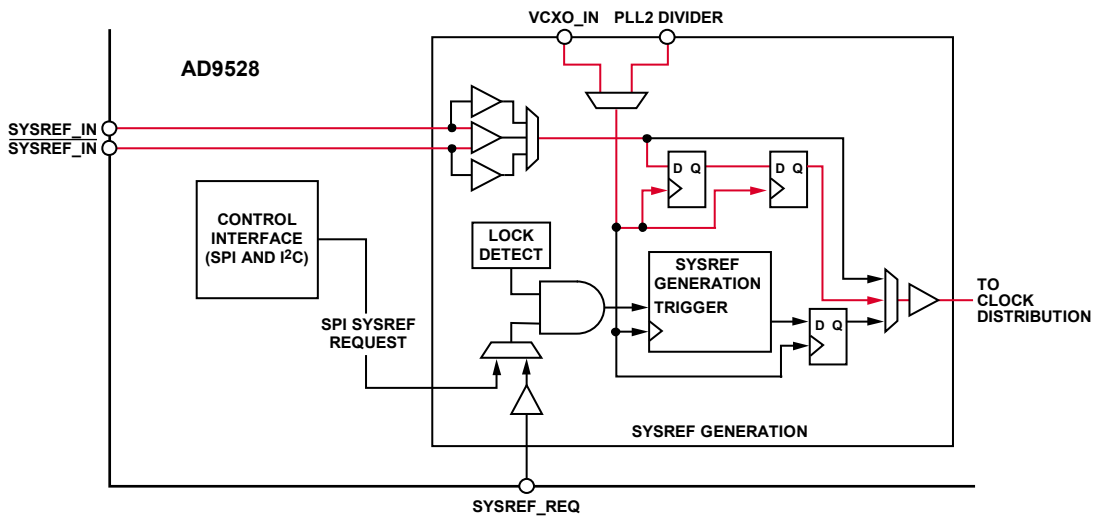 VCXO_IN PLL2 DIVIDER
AD9528
SYSREF_IN
SYSREF_IN
D Q
D Q
CONTROL
INTERFACE
(SPI AND I²C)
LOCK
DETECT
SYSREF
GENERATION
TRIGGER
SPI SYSREF
REQUEST
D Q
TO
CLOCK
DISTRIBUTION
SYSREF GENERATION
SYSREF_REQ